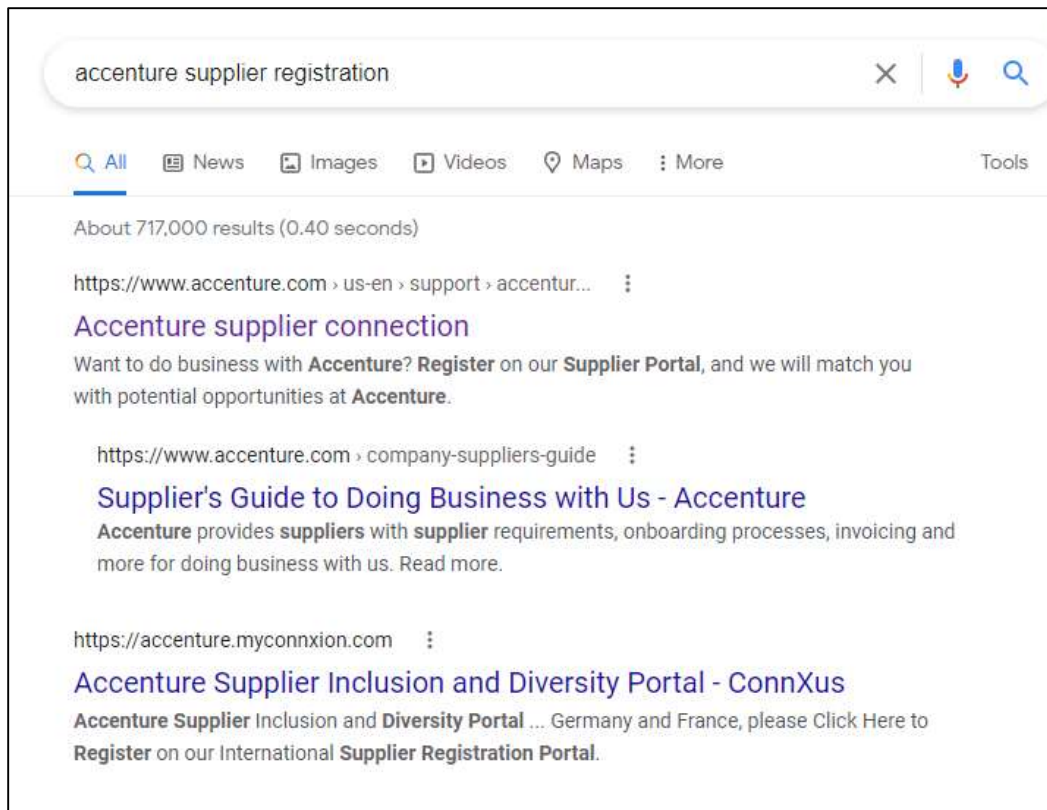 accenture supplier registration
All News Images Videos Maps More Tools
About 717,000 results (0.40 seconds)
https://www.accenture.com › us-en › support › accentur...
Accenture supplier connection
Want to do business with Accenture? Register on our Supplier Portal, and we will match you
with potential opportunities at Accenture.
https://www.accenture.com › company-suppliers-guide
Supplier's Guide to Doing Business with Us - Accenture
Accenture provides suppliers with supplier requirements, onboarding processes, invoicing and
more for doing business with us. Read more.
https://accenture.myconnxion.com
Accenture Supplier Inclusion and Diversity Portal - ConnXus
Accenture Supplier Inclusion and Diversity Portal ... Germany and France, please Click Here to
Register on our International Supplier Registration Portal.